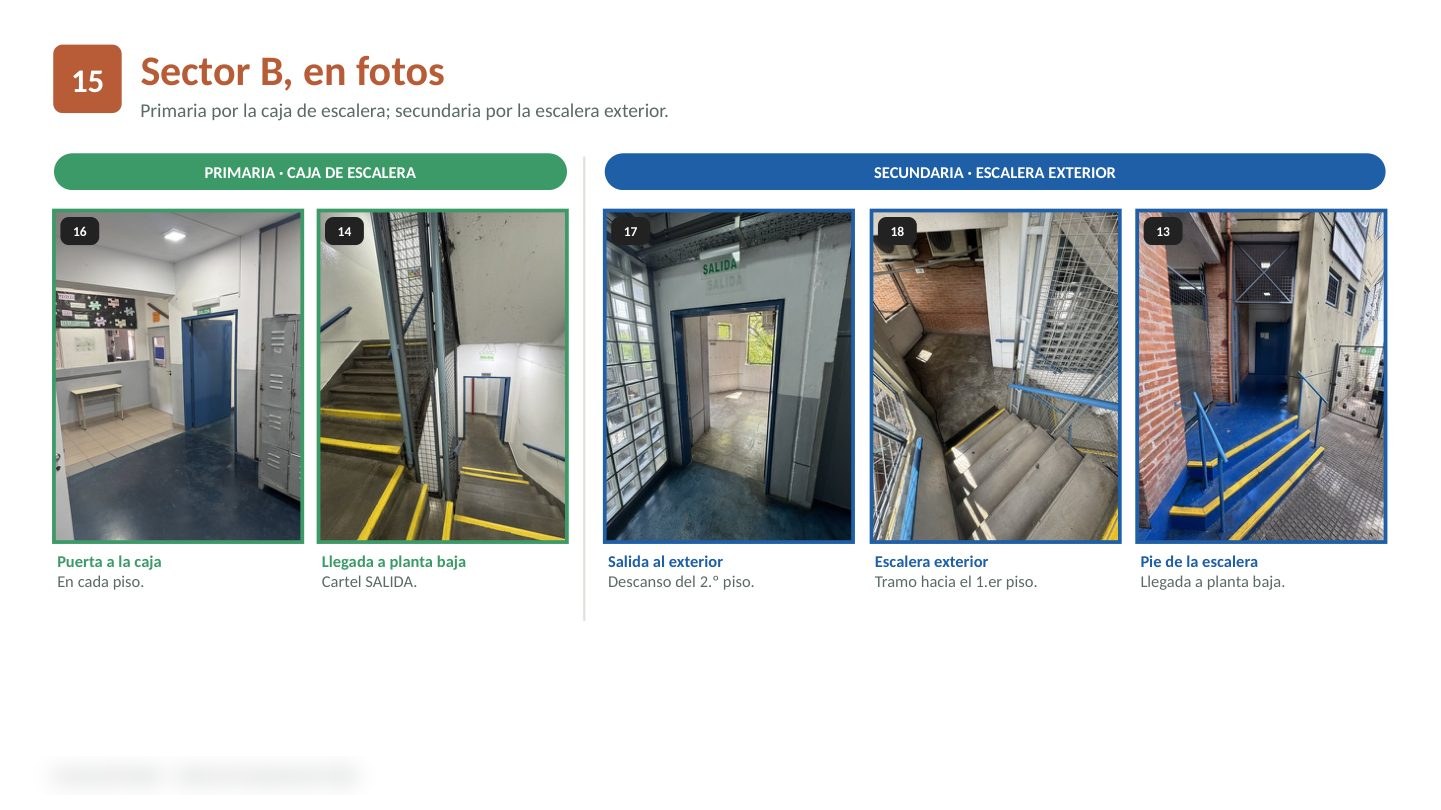 15
Sector B, en fotos
Primaria por la caja de escalera; secundaria por la escalera exterior.
PRIMARIA · CAJA DE ESCALERA
SECUNDARIA · ESCALERA EXTERIOR
16
14
17
18
13
SALIDA
Puerta a la caja
En cada piso.
Llegada a planta baja
Cartel SALIDA.
Salida al exterior
Descanso del 2.º piso.
Escalera exterior
Tramo hacia el 1.er piso.
Pie de la escalera
Llegada a planta baja.